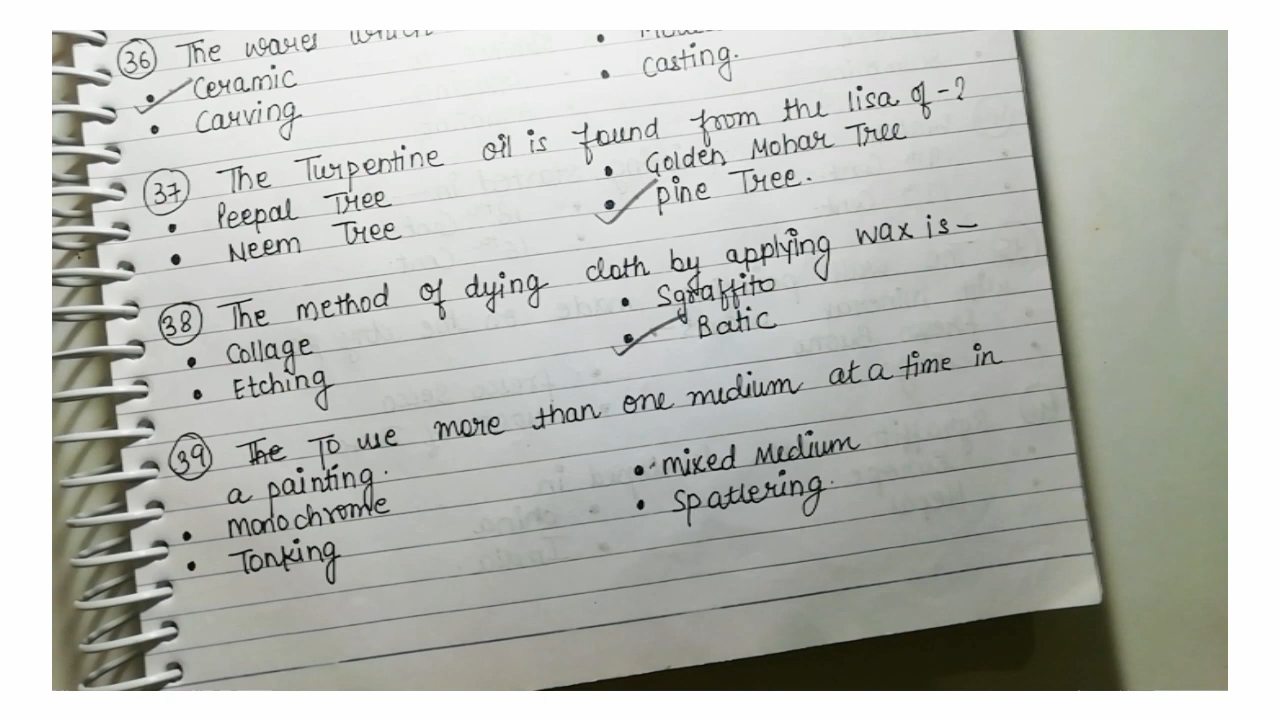 36 The wares which
Ceramic
Carving
casting.
37 The Turpentine oil is found from the lisa of -?
Peepal Tree
Golden Mohar Tree
Neem Tree
pine Tree.
38 The method of dying cloth by applying wax is –
Collage
Sgraffito
Etching
Batic
39 The To use more than one medium at a time in
a painting.
monochrome
mixed Medium
Tonking
Spattering.